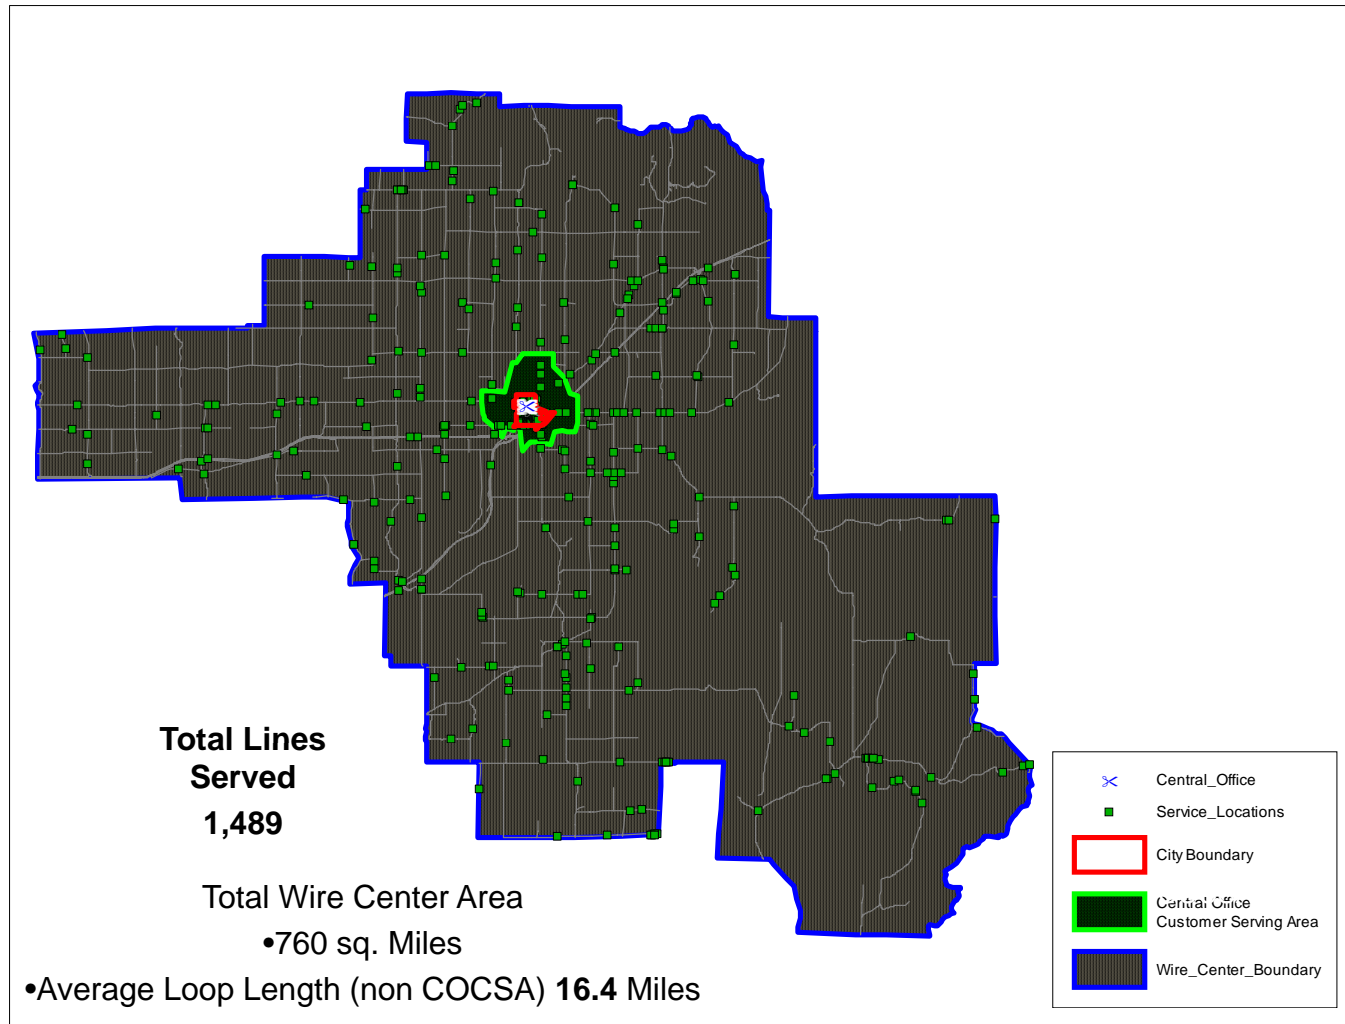 Total Lines
Served
1,489
Total Wire Center Area
•760 sq. Miles
•Average Loop Length (non COCSA) 16.4 Miles
Central_Office
Service_Locations
City Boundary
Central Office
Customer Serving Area
Wire_Center_Boundary